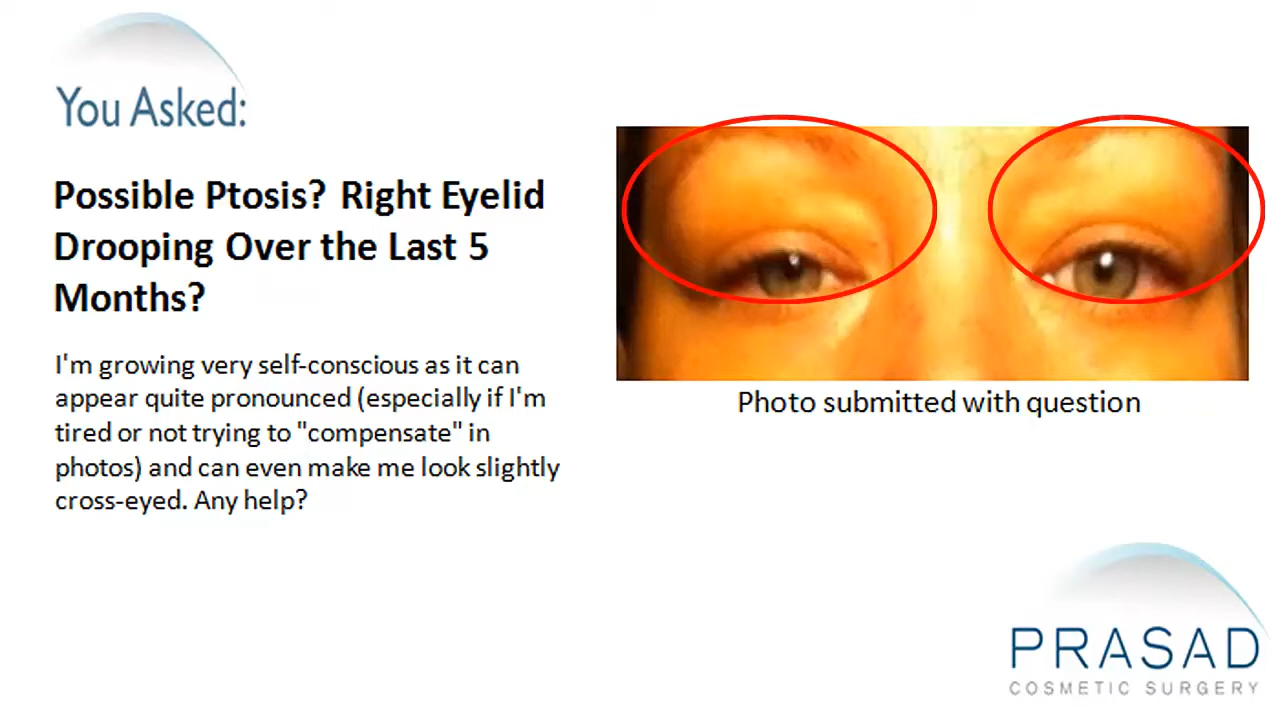 You Asked:
Possible Ptosis? Right Eyelid
Drooping Over the Last 5
Months?
I'm growing very self-conscious as it can
appear quite pronounced (especially if I'm
tired or not trying to "compensate" in
photos) and can even make me look slightly
cross-eyed. Any help?
Photo submitted with question
PRASAD
COSMETIC SURGERY